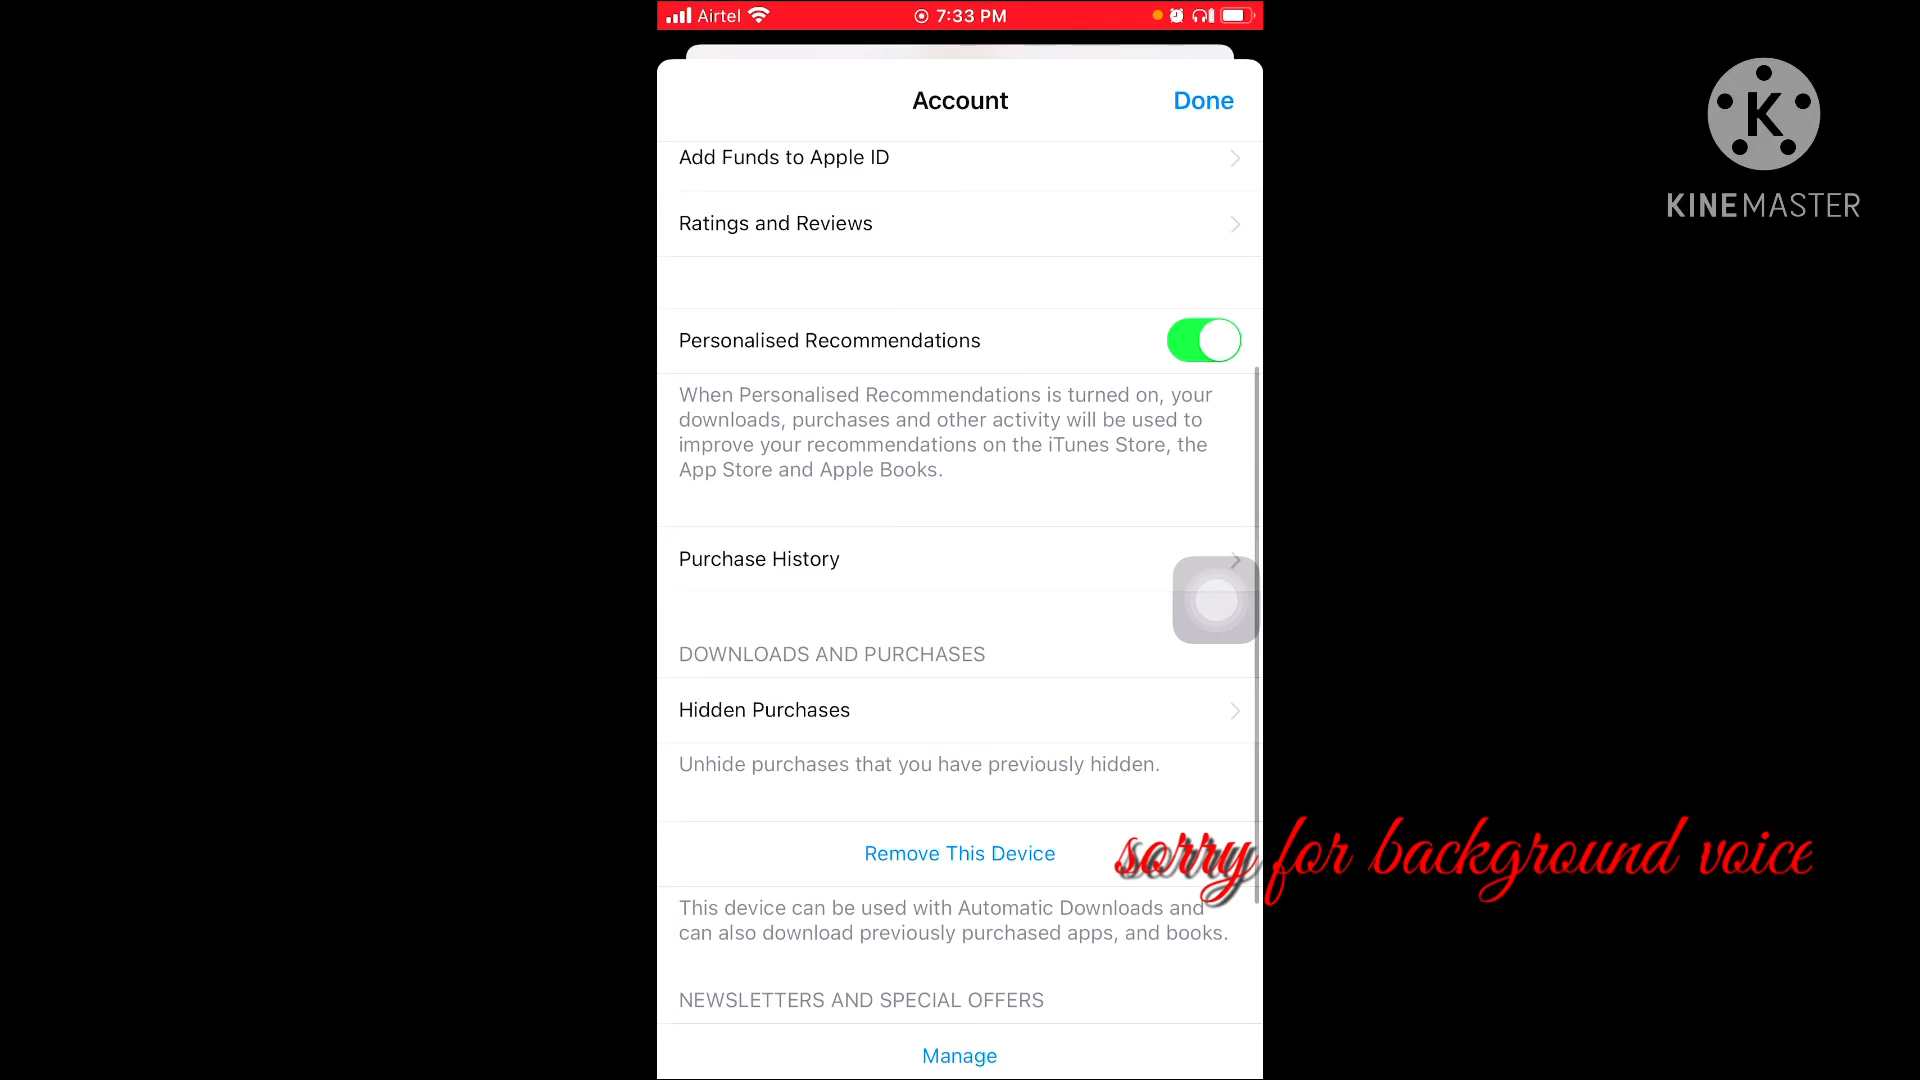 Airtel
7:33 PM
Account
Done
Add Funds to Apple ID
Ratings and Reviews
Personalised Recommendations
When Personalised Recommendations is turned on, your
downloads, purchases and other activity will be used to
improve your recommendations on the iTunes Store, the
App Store and Apple Books.
Purchase History
DOWNLOADS AND PURCHASES
Hidden Purchases
Unhide purchases that you have previously hidden.
Remove This Device
This device can be used with Automatic Downloads and
can also download previously purchased apps, and books.
NEWSLETTERS AND SPECIAL OFFERS
Manage
K
KINEMASTER
sorry for background voice